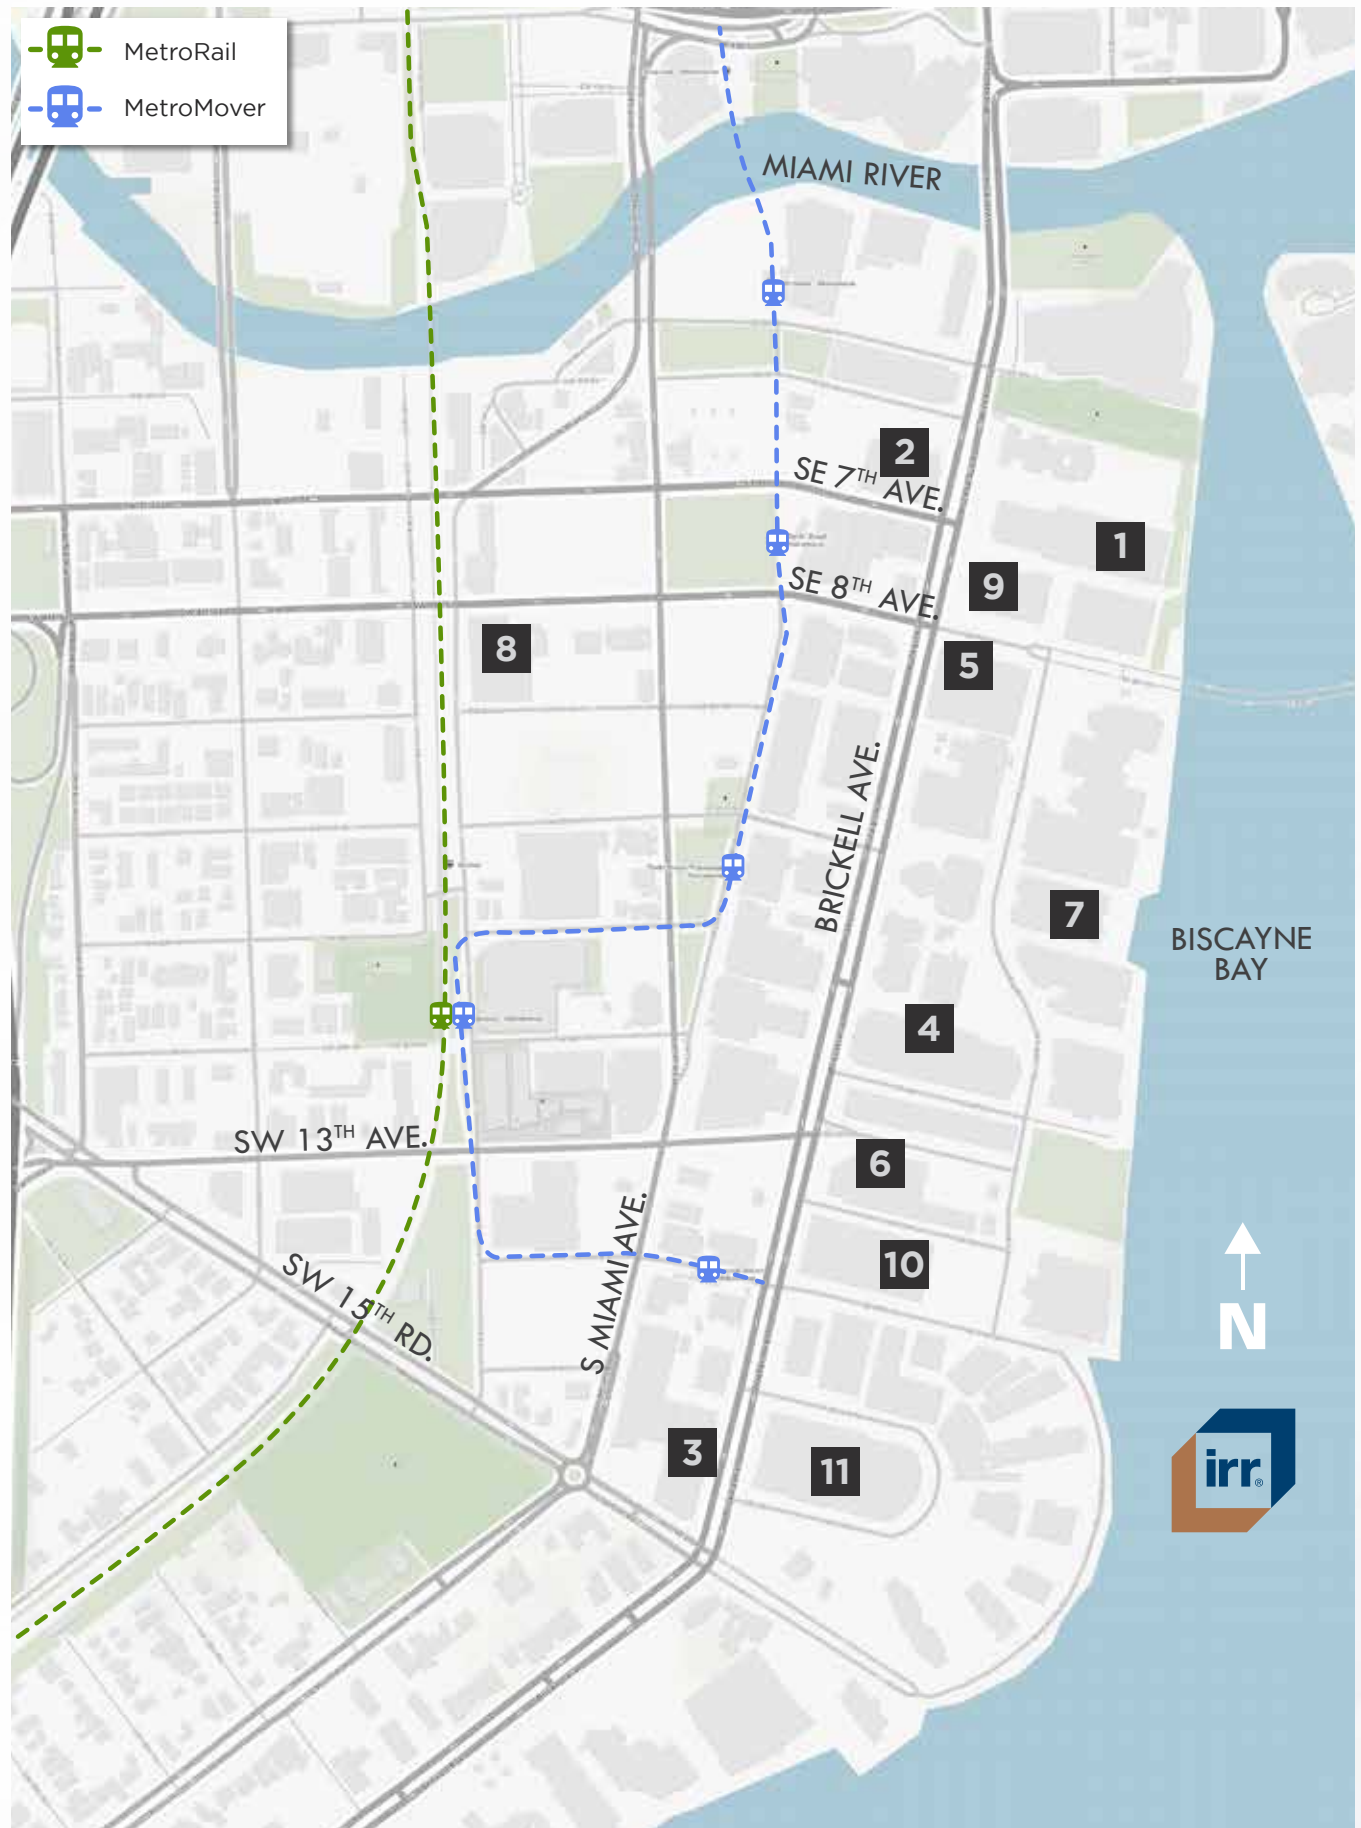 MetroRail
MetroMover
MIAMI RIVER
2
SE 7TH AVE.
1
9
SE 8TH AVE.
8
5
BRICKELL AVE.
7
BISCAYNE
BAY
4
SW 13TH AVE.
6
S MIAMI AVE.
10
SW 15TH RD.
N
3
11
irr.®